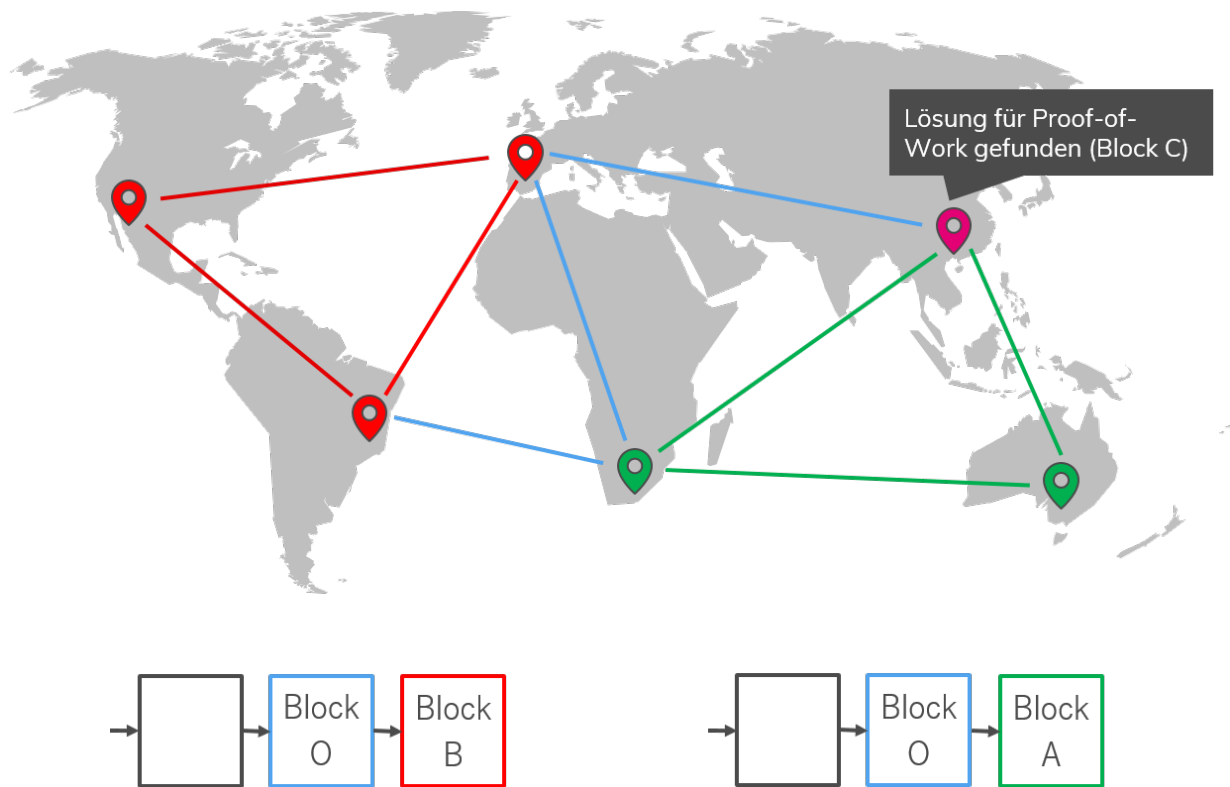 Lösung für Proof-of-
Work gefunden (Block C)
Block
O
Block
B
Block
O
Block
A